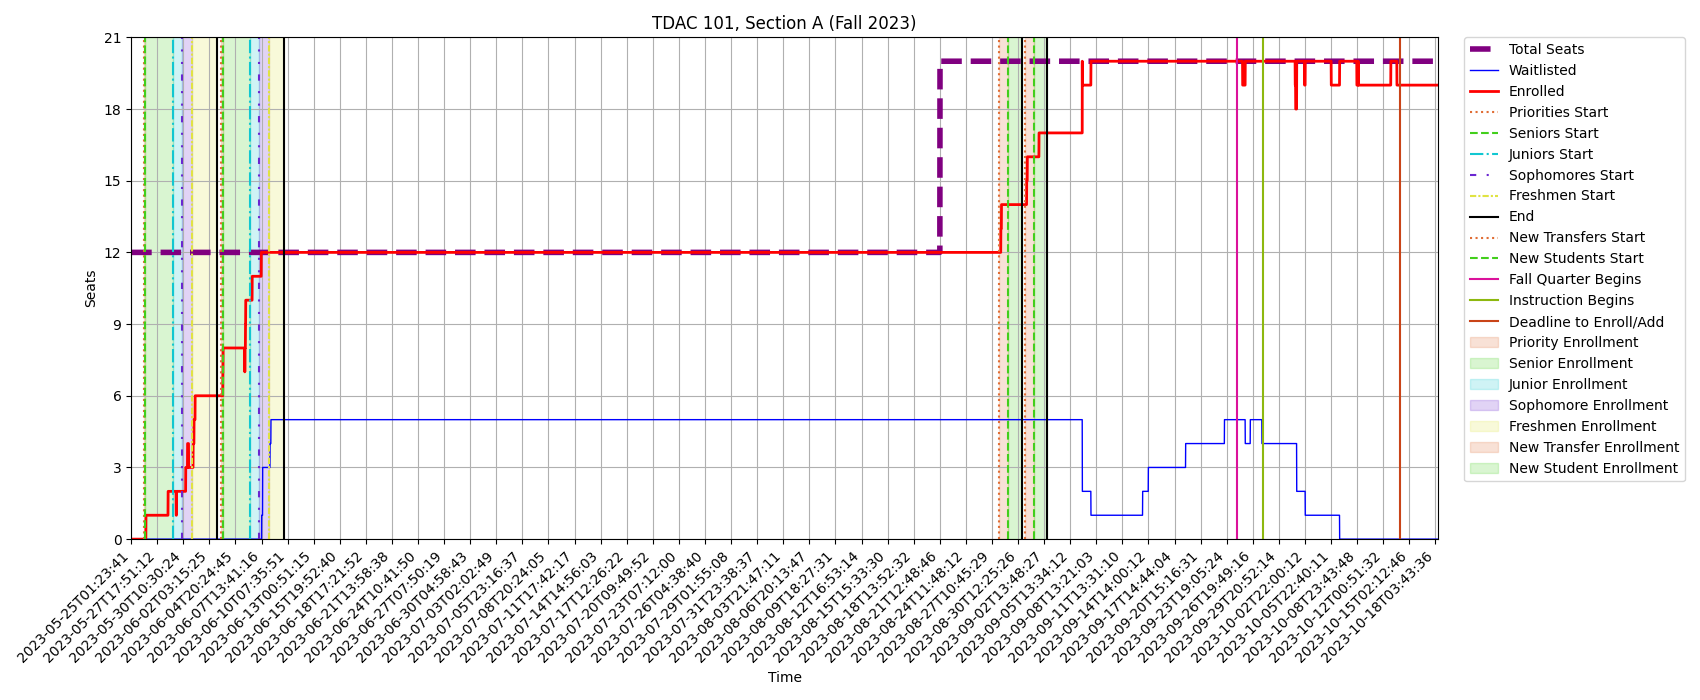 TDAC 101, Section A (Fall 2023)
21
18
15
12
9
6
3
0
Seats
2023-05-25T01:23:41
2023-05-27T17:51:12
2023-05-30T10:30:24
2023-06-02T03:15:25
2023-06-04T20:24:45
2023-06-07T13:41:16
2023-06-10T07:35:51
2023-06-13T00:51:15
2023-06-15T19:52:40
2023-06-18T17:21:52
2023-06-21T13:58:38
2023-06-24T10:41:50
2023-06-27T07:50:19
2023-06-30T04:58:43
2023-07-03T02:02:49
2023-07-05T23:16:37
2023-07-08T20:24:05
2023-07-11T17:42:17
2023-07-14T14:56:03
2023-07-17T12:26:22
2023-07-20T09:49:52
2023-07-23T07:12:00
2023-07-26T04:38:40
2023-07-29T01:55:08
2023-07-31T23:38:37
2023-08-03T21:47:11
2023-08-06T20:13:47
2023-08-09T18:27:31
2023-08-12T16:53:14
2023-08-15T15:33:30
2023-08-18T13:52:32
2023-08-21T12:48:46
2023-08-24T11:48:12
2023-08-27T10:45:29
2023-08-30T12:25:26
2023-09-02T13:48:27
2023-09-05T13:34:12
2023-09-08T13:21:03
2023-09-11T13:31:10
2023-09-14T14:00:12
2023-09-17T14:44:04
2023-09-20T15:16:31
2023-09-23T19:05:24
2023-09-26T19:49:16
2023-09-29T20:52:14
2023-10-02T22:00:12
2023-10-05T22:40:11
2023-10-08T23:43:48
2023-10-12T00:51:32
2023-10-15T02:12:46
2023-10-18T03:43:36
Time
Total Seats
Waitlisted
Enrolled
Priorities Start
Seniors Start
Juniors Start
Sophomores Start
Freshmen Start
End
New Transfers Start
New Students Start
Fall Quarter Begins
Instruction Begins
Deadline to Enroll/Add
Priority Enrollment
Senior Enrollment
Junior Enrollment
Sophomore Enrollment
Freshmen Enrollment
New Transfer Enrollment
New Student Enrollment